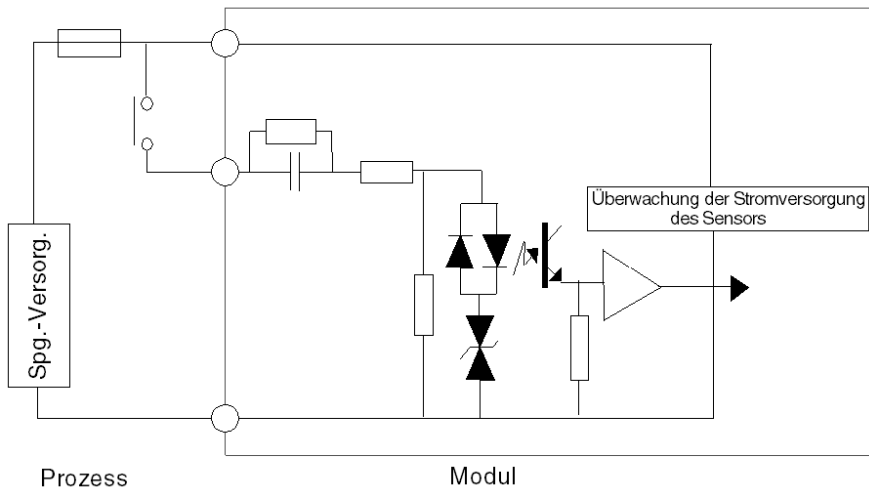 Überwachung der Stromversorgung
des Sensors
Spg.-Versorg.
Prozess
Modul